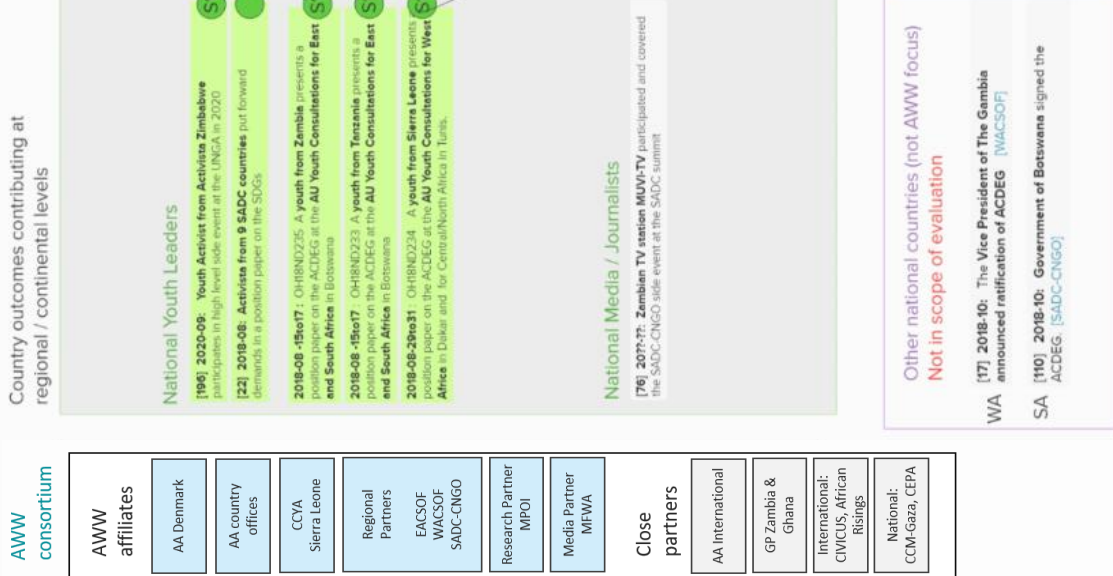 Country outcomes contributing at
regional / continental levels
National Youth Leaders
[196] 2020-09: Youth Activist from Activista Zimbabwe
participates in high level side event at the UNGA in 2020
[22] 2018-08: Activista from 9 SADC countries put forward
demands in a position paper on the SDGs
2018-08 -15to17 : OH18ND235 A youth from Zambia presents a
position paper on the ACDEG at the AU Youth Consultations for East
and South Africa in Botswana
2018-08 -15to17 : OH18ND233 A youth from Tanzania presents a
position paper on the ACDEG at the AU Youth Consultations for East
and South Africa in Botswana
2018-08-29to31 : OH18ND234 A youth from Sierra Leone presents
position paper on the ACDEG at the AU Youth Consultations for West
Africa in Dakar and for Central/North Africa in Tunis.
National Media / Journalists
[76] 20??-??: Zambian TV station MUVI-TV participated and covered
the SADC-CNGO side event at the SADC summit
Other national countries (not AWW focus)
Not in scope of evaluation
WA
[17] 2018-10: The Vice President of The Gambia
announced ratification of ACDEG [WACSOF]
SA
[110] 2018-10: Government of Botswana signed the
ACDEG. [SADC-CNGO]
AWW
consortium
AWW
affiliates
AA Denmark
AA country
offices
CCYA
Sierra Leone
Regional
Partners
EACSOF
WACSOF
SADC-CNGO
Research Partner
MPOI
Media Partner
MFWA
Close
partners
AA International
GP Zambia &
Ghana
International:
CIVICUS, African
Risings
National:
CCM-Gaza, CEPA